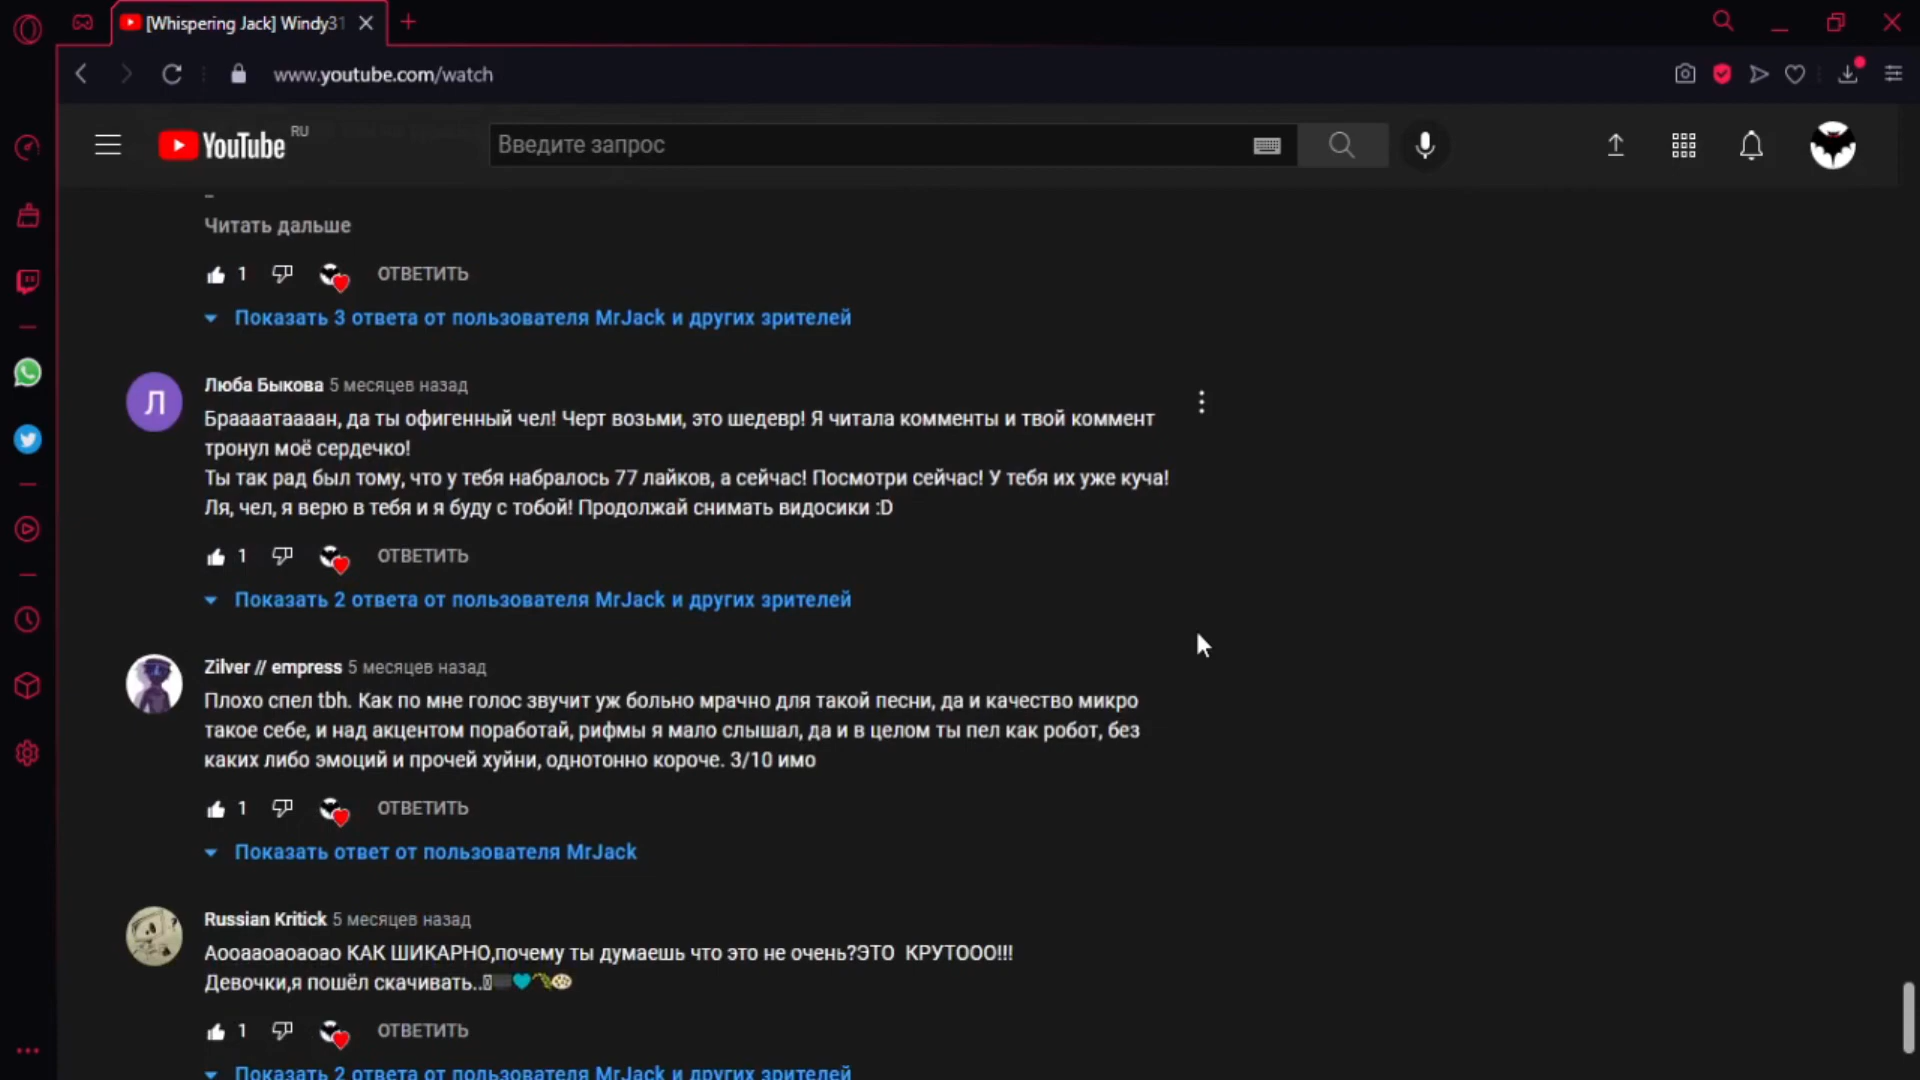 [Whispering Jack] Windy31
www.youtube.com/watch
YouTube RU
Введите запрос
Читать дальше
1 ОТВЕТИТЬ
Показать 3 ответа от пользователя MrJack и других зрителей
Л
Люба Быкова 5 месяцев назад
Браааатаааан, да ты офигенный чел! Черт возьми, это шедевр! Я читала комменты и твой коммент
тронул моё сердечко!
Ты так рад был тому, что у тебя набралось 77 лайков, а сейчас! Посмотри сейчас! У тебя их уже куча!
Ля, чел, я верю в тебя и я буду с тобой! Продолжай снимать видосики :D
1 ОТВЕТИТЬ
Показать 2 ответа от пользователя MrJack и других зрителей
Zilver // empress 5 месяцев назад
Плохо спел tbh. Как по мне голос звучит уж больно мрачно для такой песни, да и качество микро
такое себе, и над акцентом поработай, рифмы я мало слышал, да и в целом ты пел как робот, без
каких либо эмоций и прочей хуйни, однотонно короче. 3/10 имо
1 ОТВЕТИТЬ
Показать ответ от пользователя MrJack
Russian Kritick 5 месяцев назад
Аооааоаоаоао КАК ШИКАРНО,почему ты думаешь что это не очень?ЭТО КРУТООО!!!
Девочки,я пошёл скачивать..
1 ОТВЕТИТЬ
Показать 2 ответа от пользователя MrJack и других зрителей